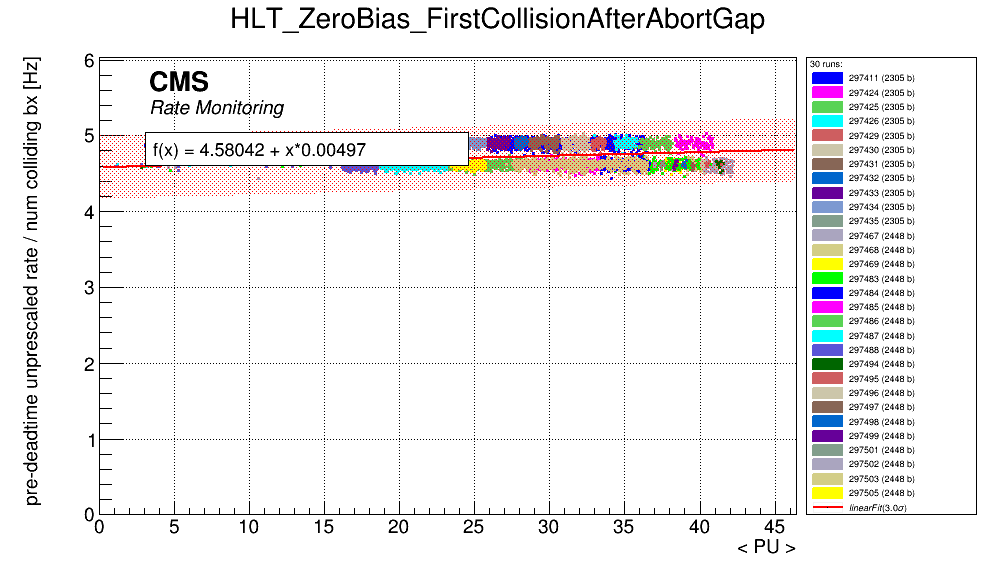 HLT_ZeroBias_FirstCollisionAfterAbortGap
pre-deadtime unprescaled rate / num colliding bx [Hz]
CMS
Rate Monitoring
f(x) = 4.58042 + x*0.00497
6
5
4
3
2
1
0
0 5 10 15 20 25 30 35 40 45
< PU >
30 runs:
297411 (2305 b)
297424 (2305 b)
297425 (2305 b)
297426 (2305 b)
297429 (2305 b)
297430 (2305 b)
297431 (2305 b)
297432 (2305 b)
297433 (2305 b)
297434 (2305 b)
297435 (2305 b)
297467 (2448 b)
297468 (2448 b)
297469 (2448 b)
297483 (2448 b)
297484 (2448 b)
297485 (2448 b)
297486 (2448 b)
297487 (2448 b)
297488 (2448 b)
297494 (2448 b)
297495 (2448 b)
297496 (2448 b)
297497 (2448 b)
297498 (2448 b)
297499 (2448 b)
297501 (2448 b)
297502 (2448 b)
297503 (2448 b)
297505 (2448 b)
linearFit(3.0σ)